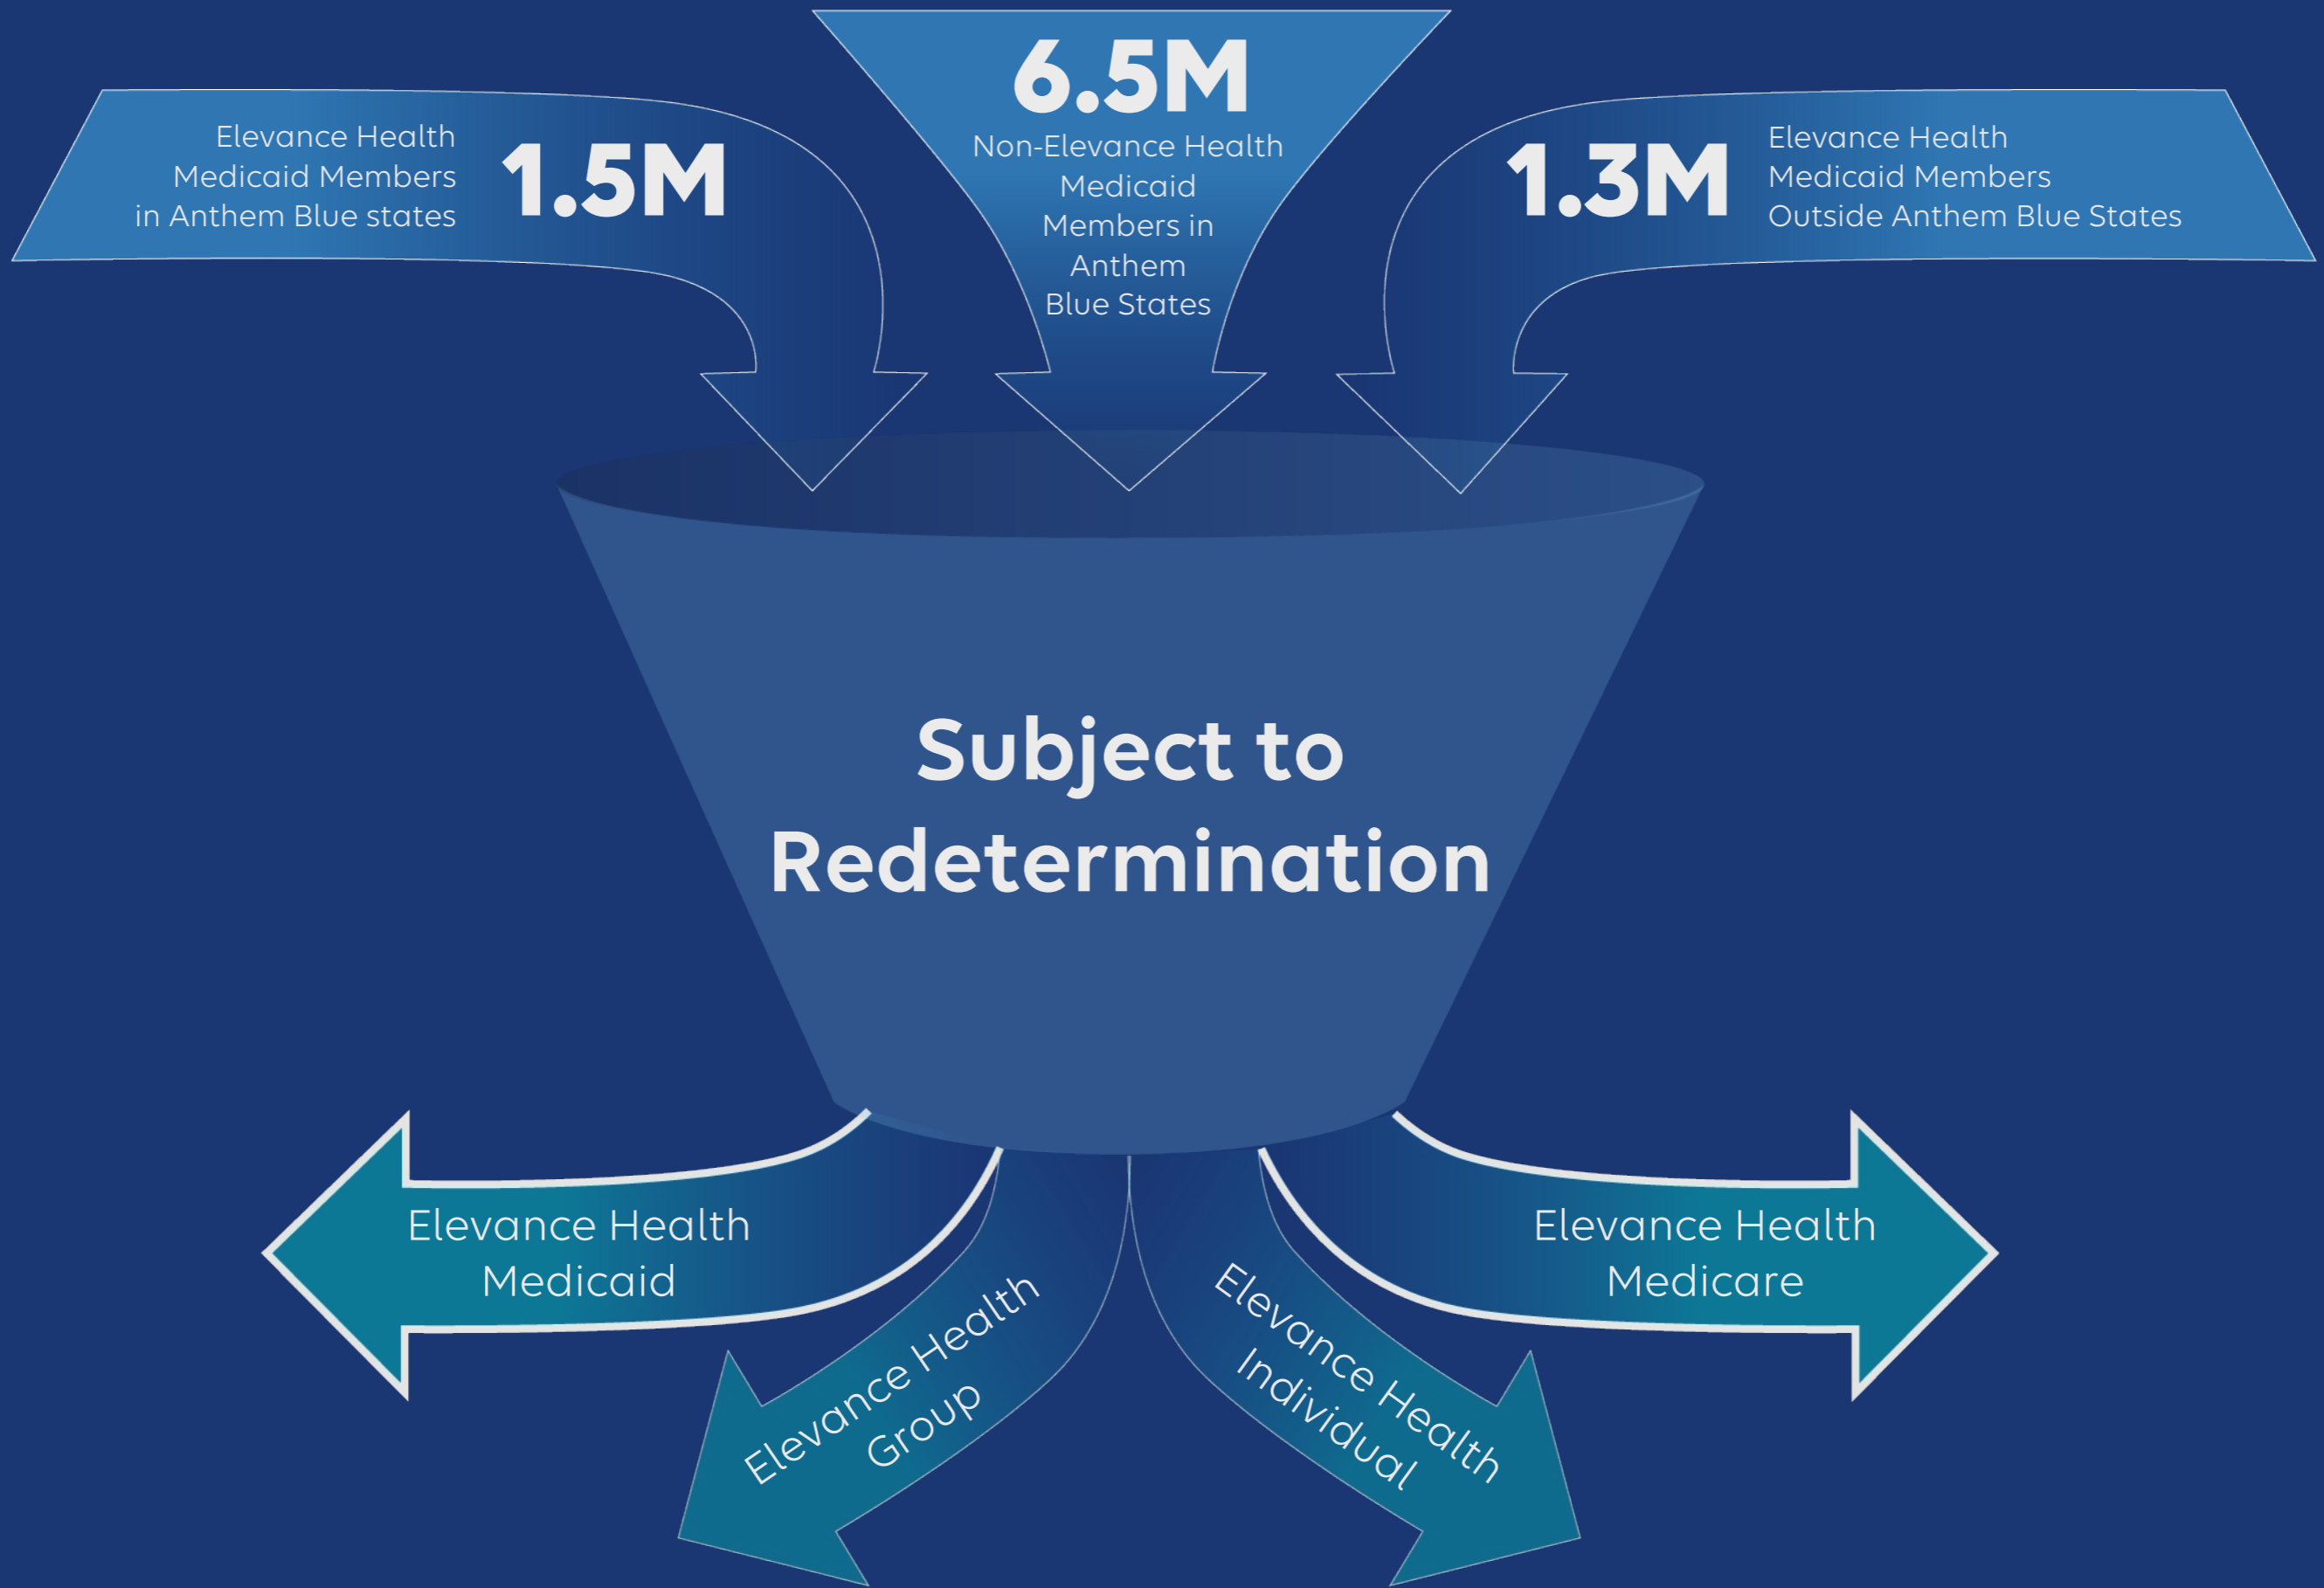 Elevance Health
Medicaid Members
in Anthem Blue states
1.5M
6.5M
Non-Elevance Health
Medicaid
Members in
Anthem
Blue States
1.3M
Elevance Health
Medicaid Members
Outside Anthem Blue States
Subject to
Redetermination
Elevance Health
Medicaid
Elevance Health
Group
Elevance Health
Individual
Elevance Health
Medicare